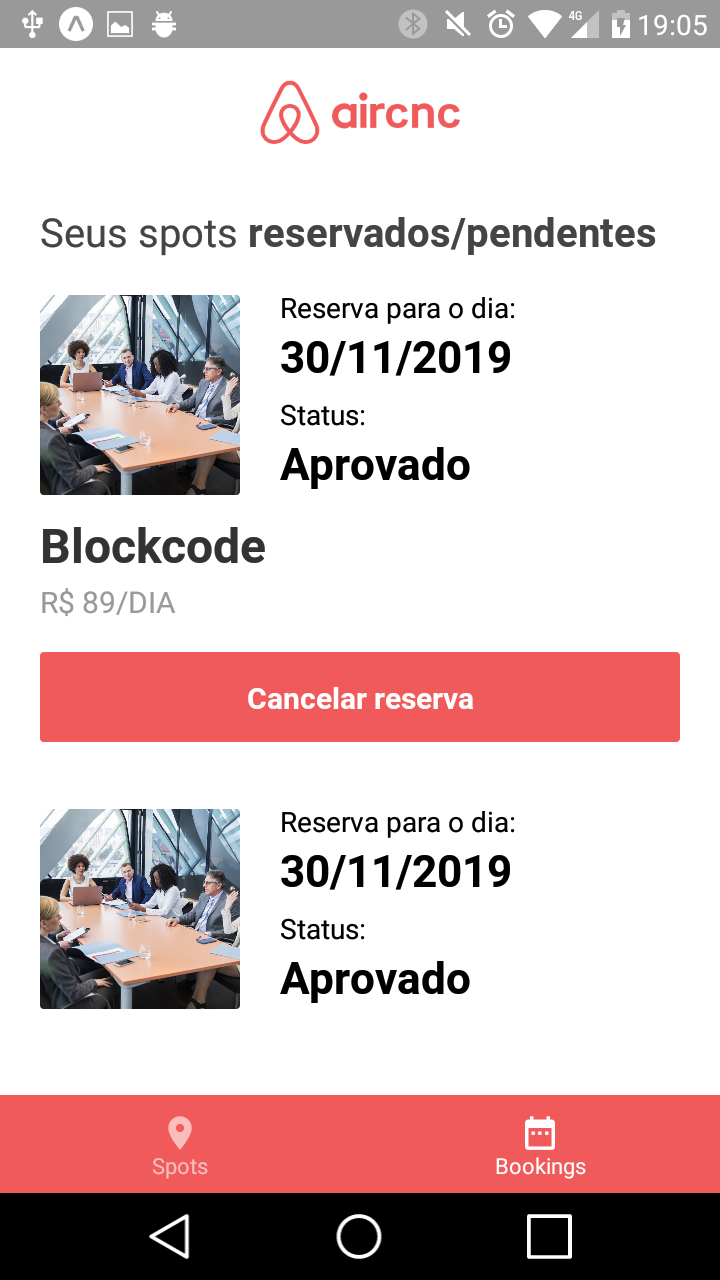 4G 19:05
aircnc
Seus spots reservados/pendentes
Reserva para o dia:
30/11/2019
Status:
Aprovado
Blockcode
R$ 89/DIA
Cancelar reserva
Reserva para o dia:
30/11/2019
Status:
Aprovado
Spots
Bookings